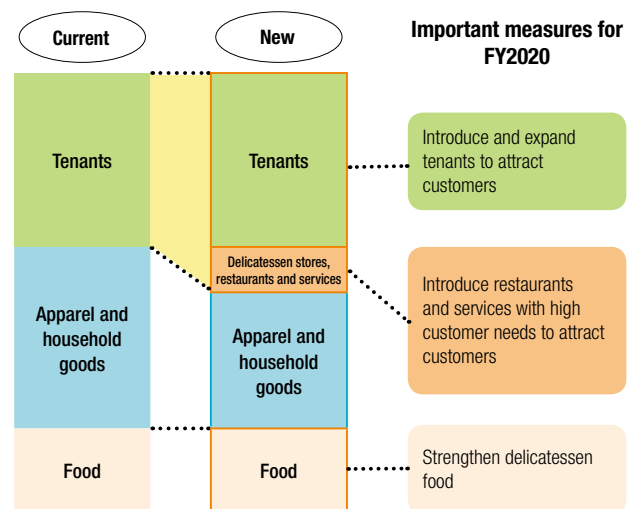 Current
New
Important measures for
FY2020
Tenants
Tenants
Introduce and expand
tenants to attract
customers
Delicatessen stores,
restaurants and services
Introduce restaurants
and services with high
customer needs to attract
customers
Apparel and
household
goods
Apparel and
household
goods
Food
Food
Strengthen delicatessen
food